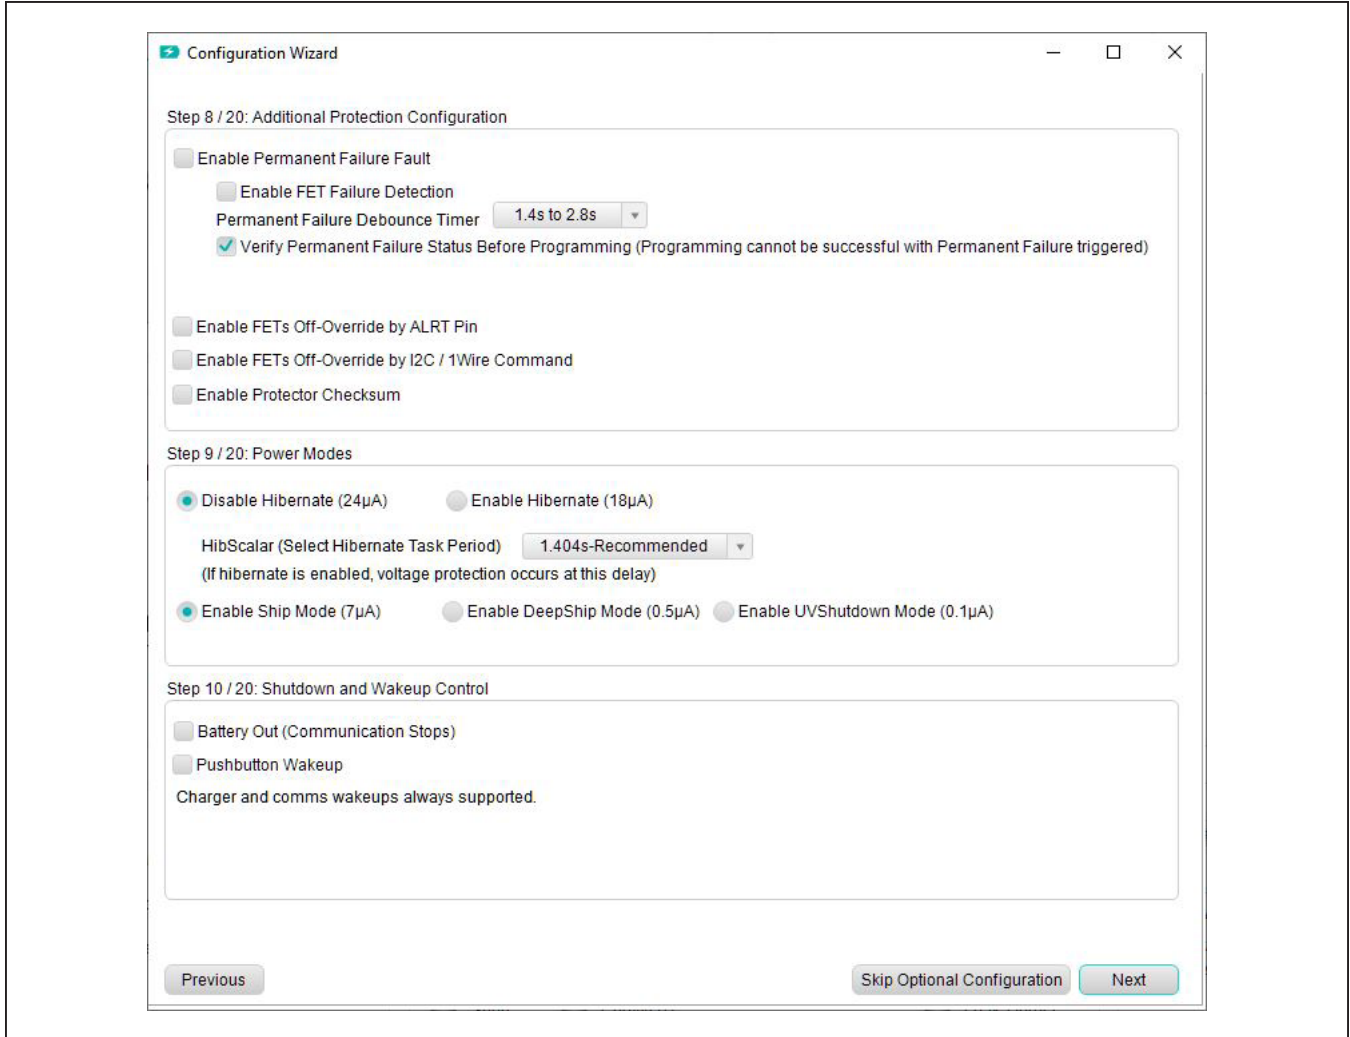 Configuration Wizard
Step 8 / 20: Additional Protection Configuration
Enable Permanent Failure Fault
Enable FET Failure Detection
Permanent Failure Debounce Timer 1.4s to 2.8s
Verify Permanent Failure Status Before Programming (Programming cannot be successful with Permanent Failure triggered)
Enable FETs Off-Override by ALRT Pin
Enable FETs Off-Override by I2C / 1Wire Command
Enable Protector Checksum
Step 9 / 20: Power Modes
Disable Hibernate (24µA) Enable Hibernate (18µA)
HibScalar (Select Hibernate Task Period) 1.404s-Recommended
(If hibernate is enabled, voltage protection occurs at this delay)
Enable Ship Mode (7µA) Enable DeepShip Mode (0.5µA) Enable UVShutdown Mode (0.1µA)
Step 10 / 20: Shutdown and Wakeup Control
Battery Out (Communication Stops)
Pushbutton Wakeup
Charger and comms wakeups always supported.
Previous Skip Optional Configuration Next